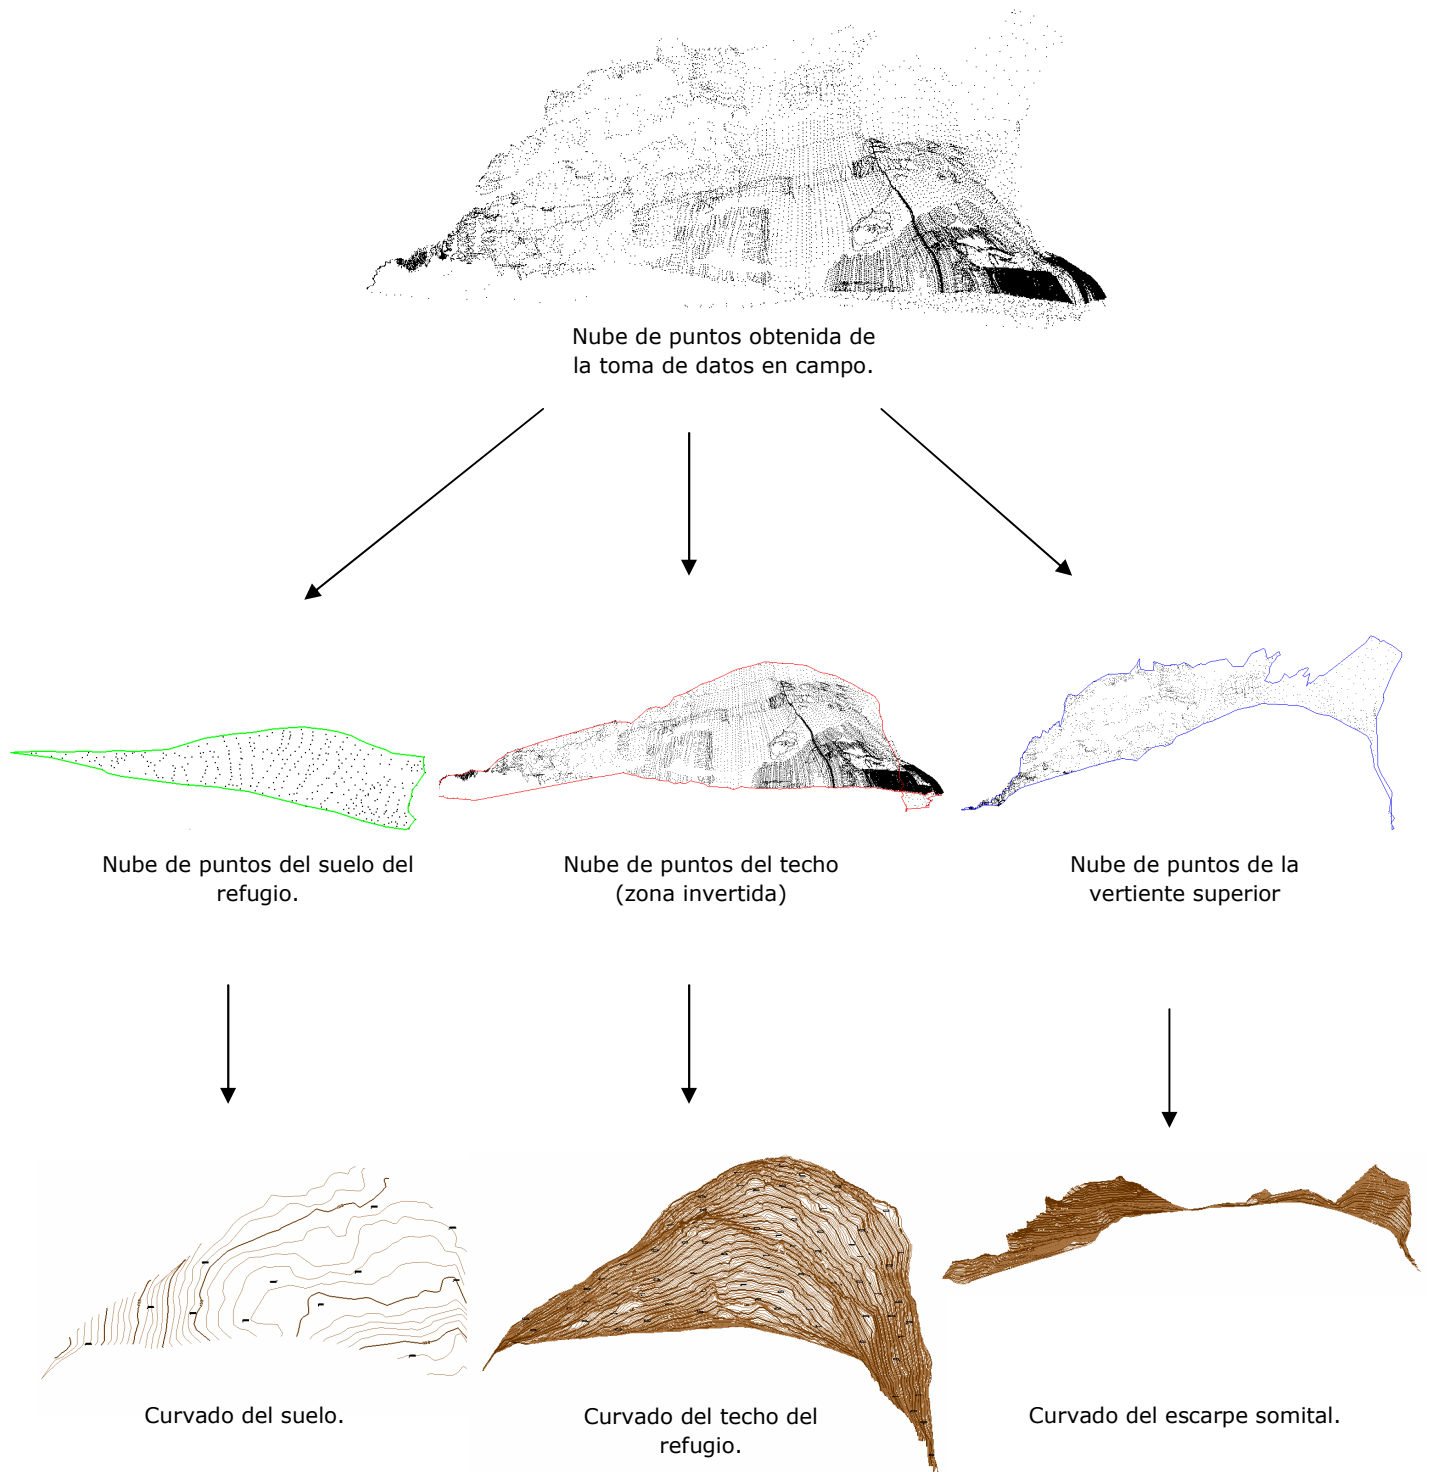 Nube de puntos obtenida de
la toma de datos en campo.
Nube de puntos del suelo del
refugio.
Nube de puntos del techo
(zona invertida)
Nube de puntos de la
vertiente superior
Curvado del suelo.
Curvado del techo del
refugio.
Curvado del escarpe somital.